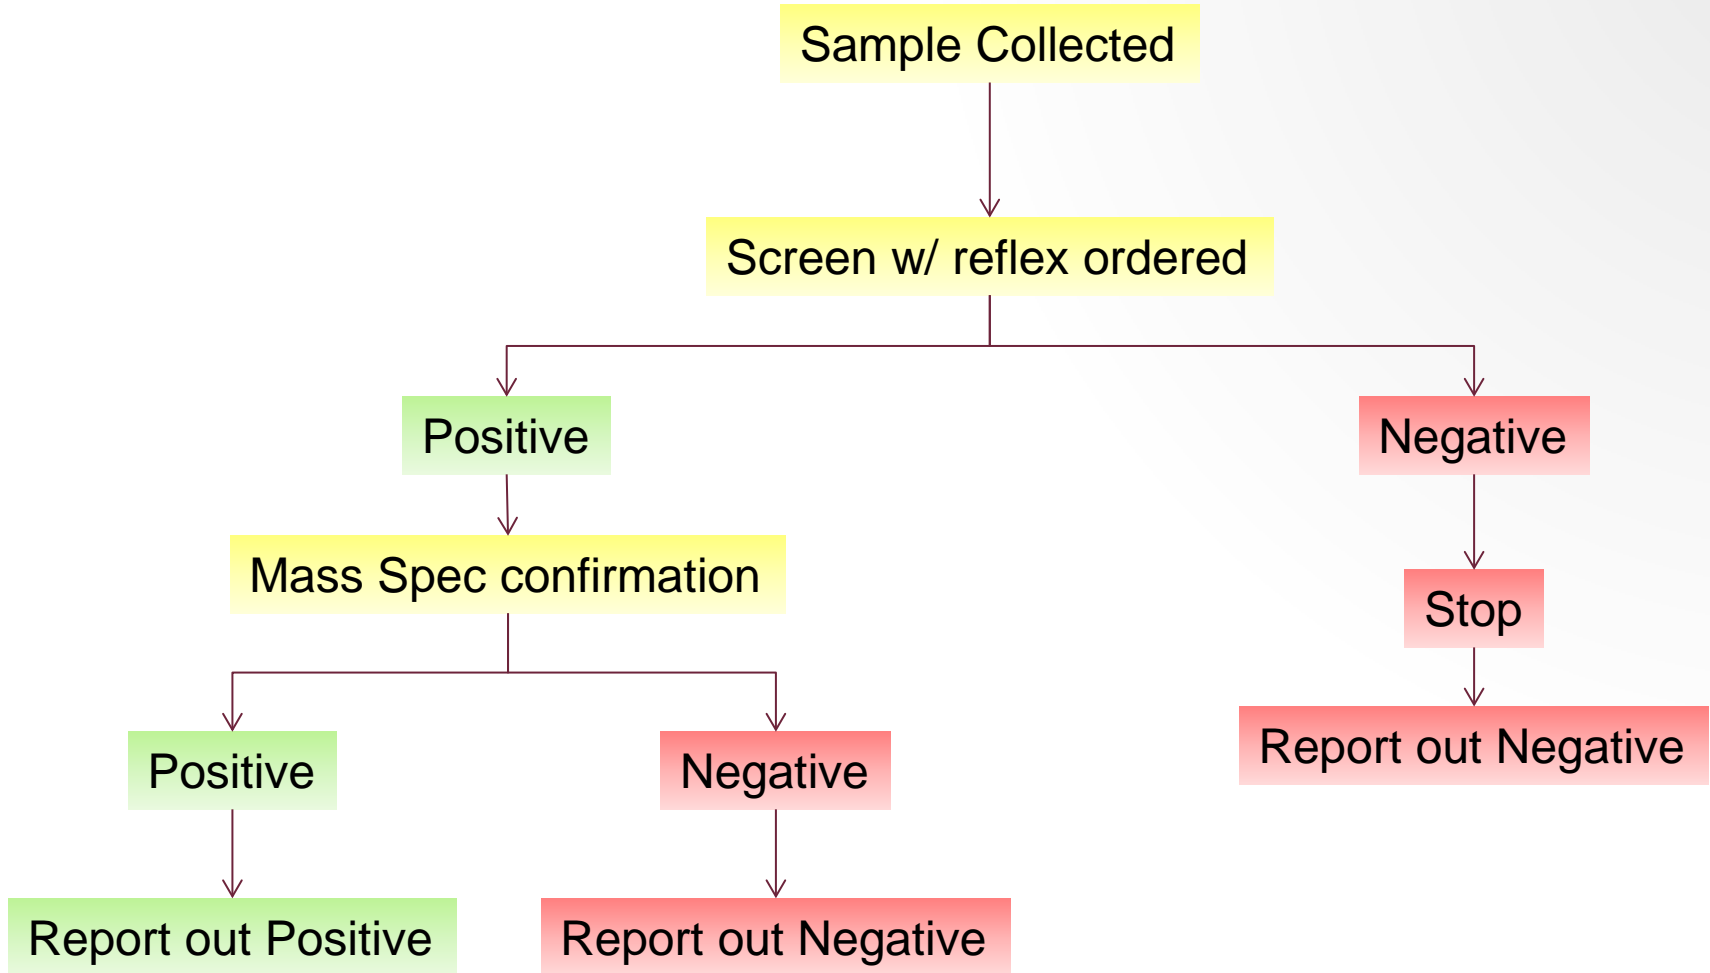 Sample Collected
Screen w/ reflex ordered
Positive
Negative
Mass Spec confirmation
Stop
Report out Negative
Positive
Negative
Report out Positive
Report out Negative